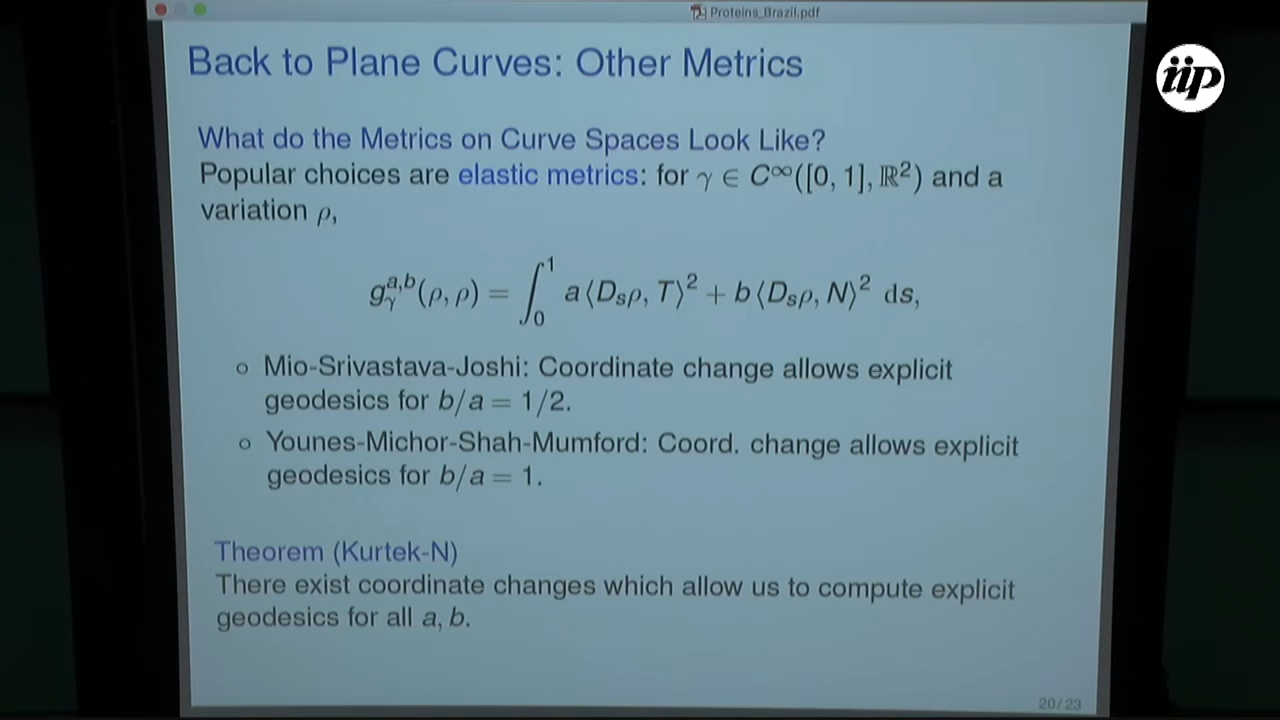 Proteins_Brazil.pdf
iip
Back to Plane Curves: Other Metrics
What do the Metrics on Curve Spaces Look Like?
Popular choices are elastic metrics: for γ ∈ C^∞([0, 1], ℝ²) and a
variation ρ,
g_γ^{a,b}(ρ, ρ) = ∫_0^1 a⟨D_sρ, T⟩² + b⟨D_sρ, N⟩² ds,
◦ Mio-Srivastava-Joshi: Coordinate change allows explicit
geodesics for b/a = 1/2.
◦ Younes-Michor-Shah-Mumford: Coord. change allows explicit
geodesics for b/a = 1.
Theorem (Kurtek-N)
There exist coordinate changes which allow us to compute explicit
geodesics for all a, b.
20/23